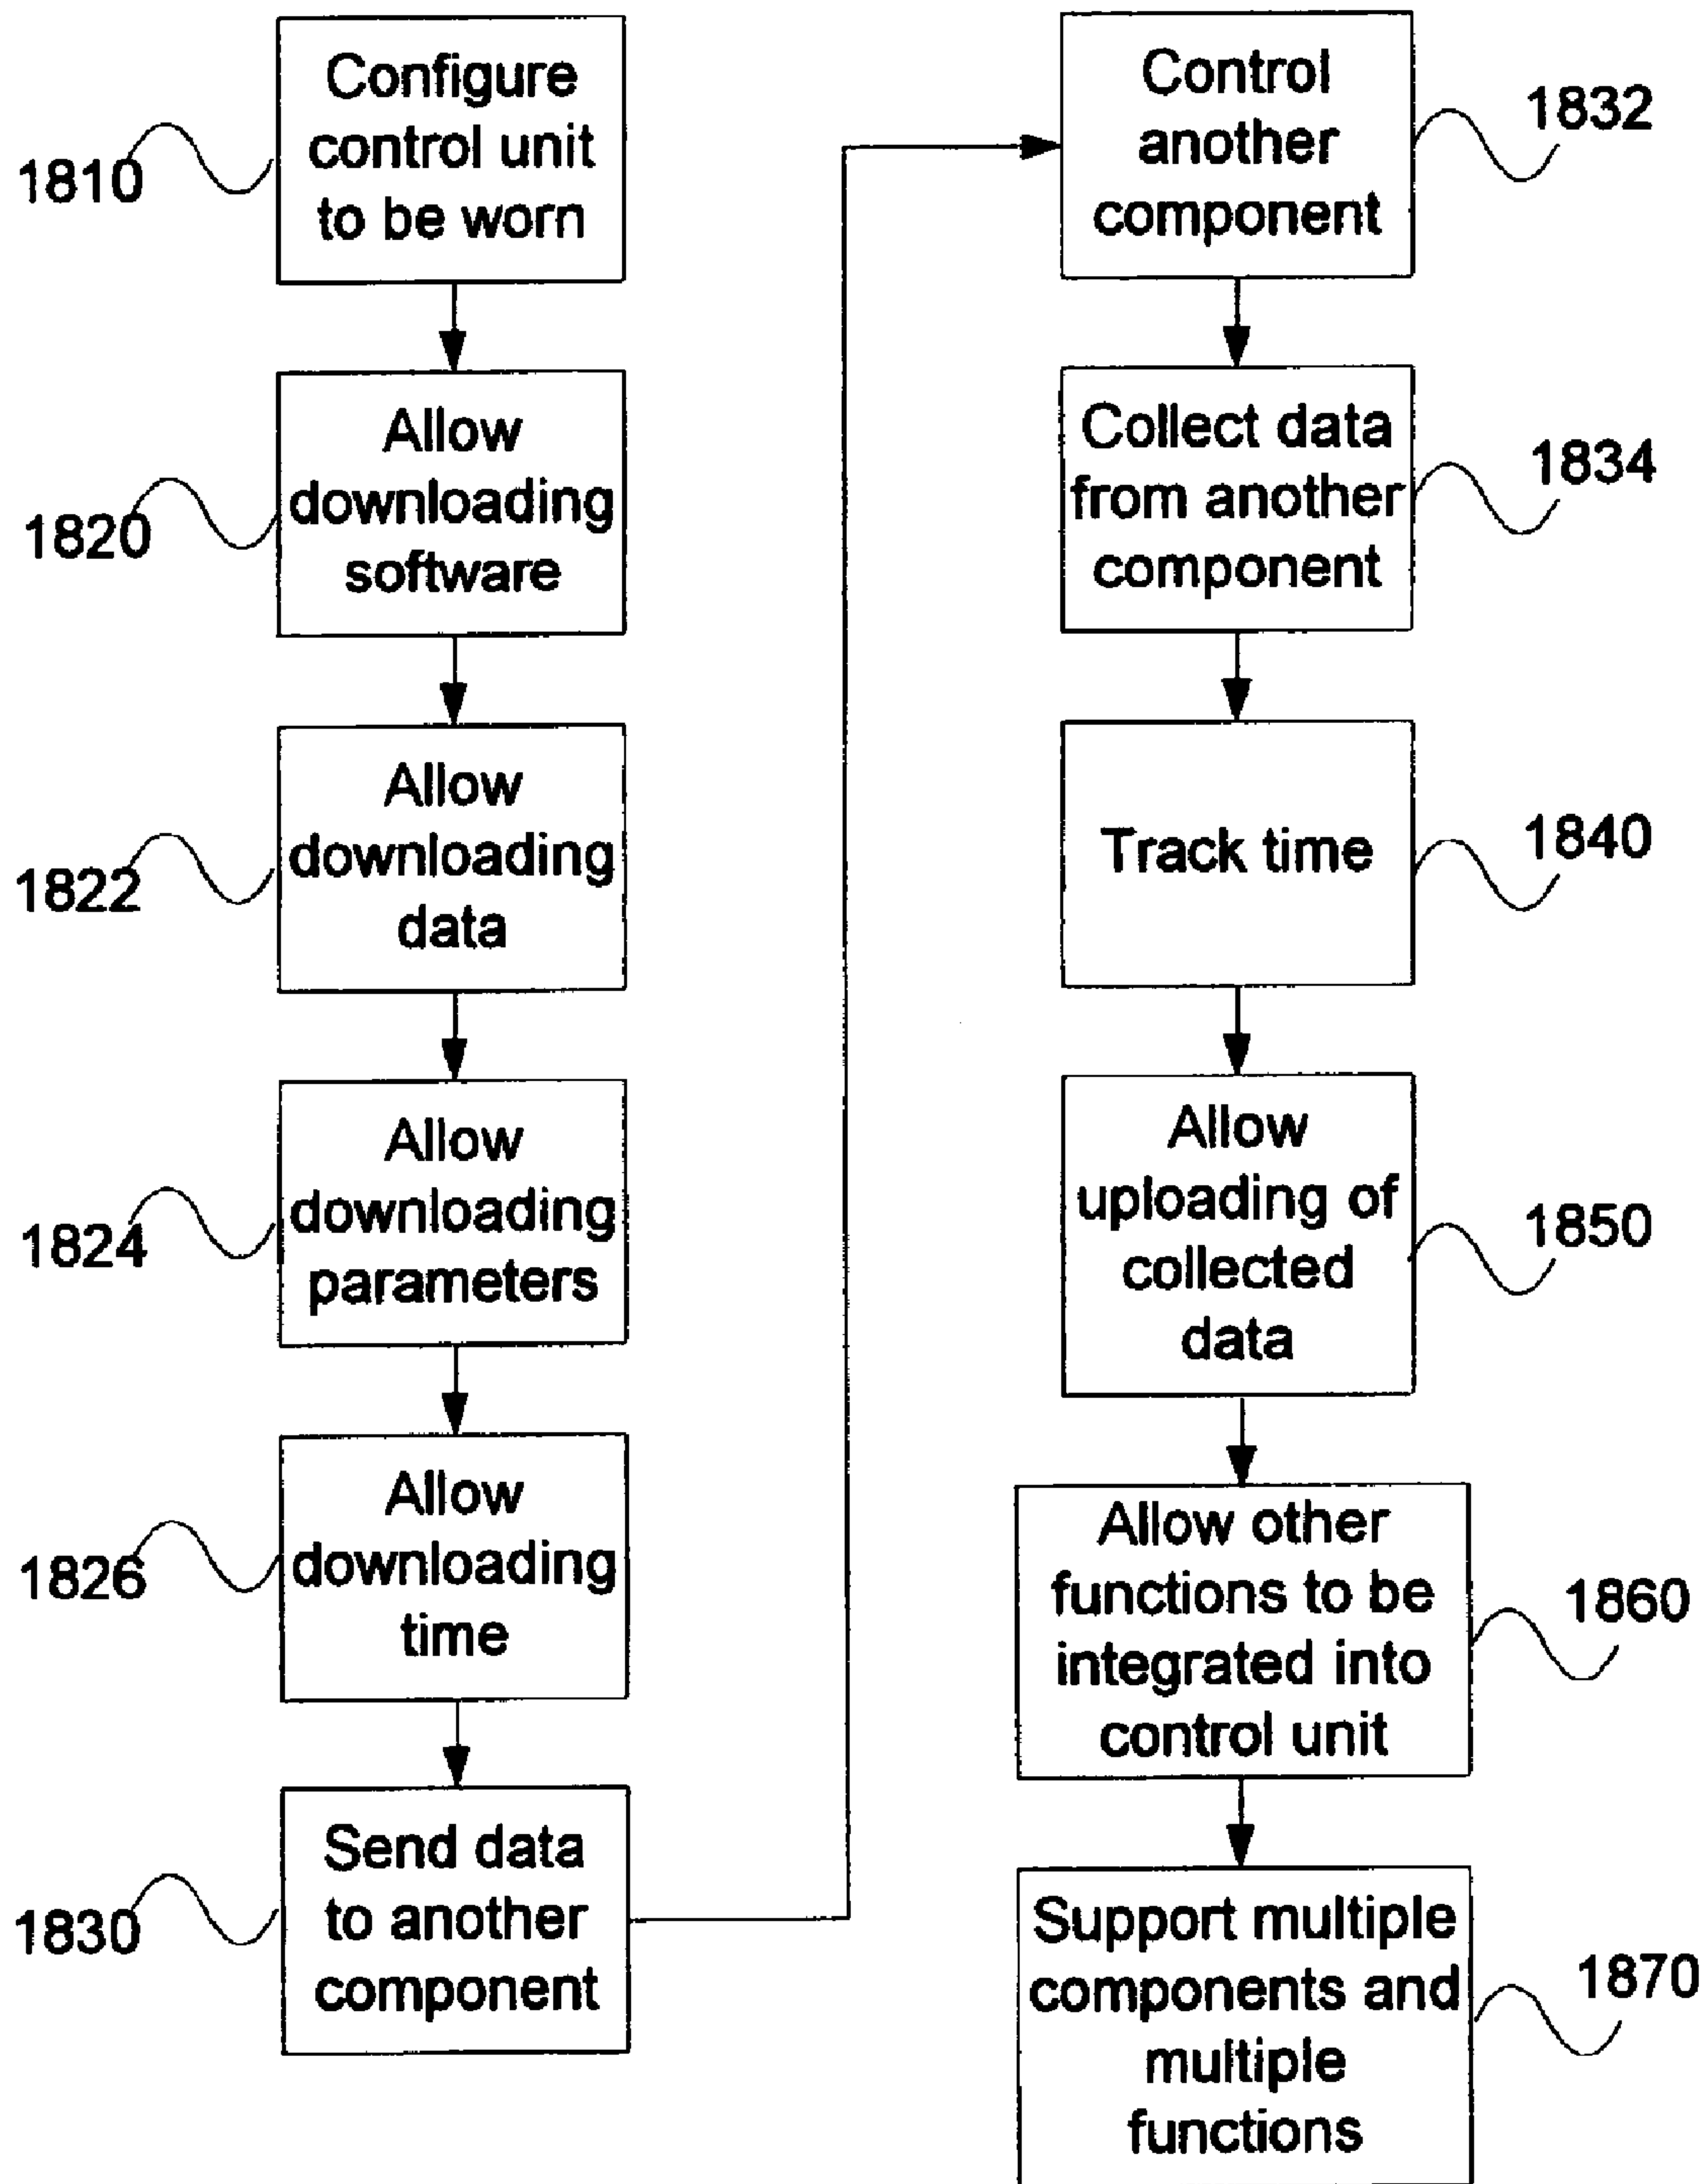 Configure
control unit
to be worn
1810
Allow
downloading
software
1820
Allow
downloading
data
1822
Allow
downloading
parameters
1824
Allow
downloading
time
1826
Send data
to another
component
1830
Control
another
component
1832
Collect data
from another
component
1834
Track time
1840
Allow
uploading of
collected
data
1850
Allow other
functions to be
integrated into
control unit
1860
Support multiple
components and
multiple
functions
1870